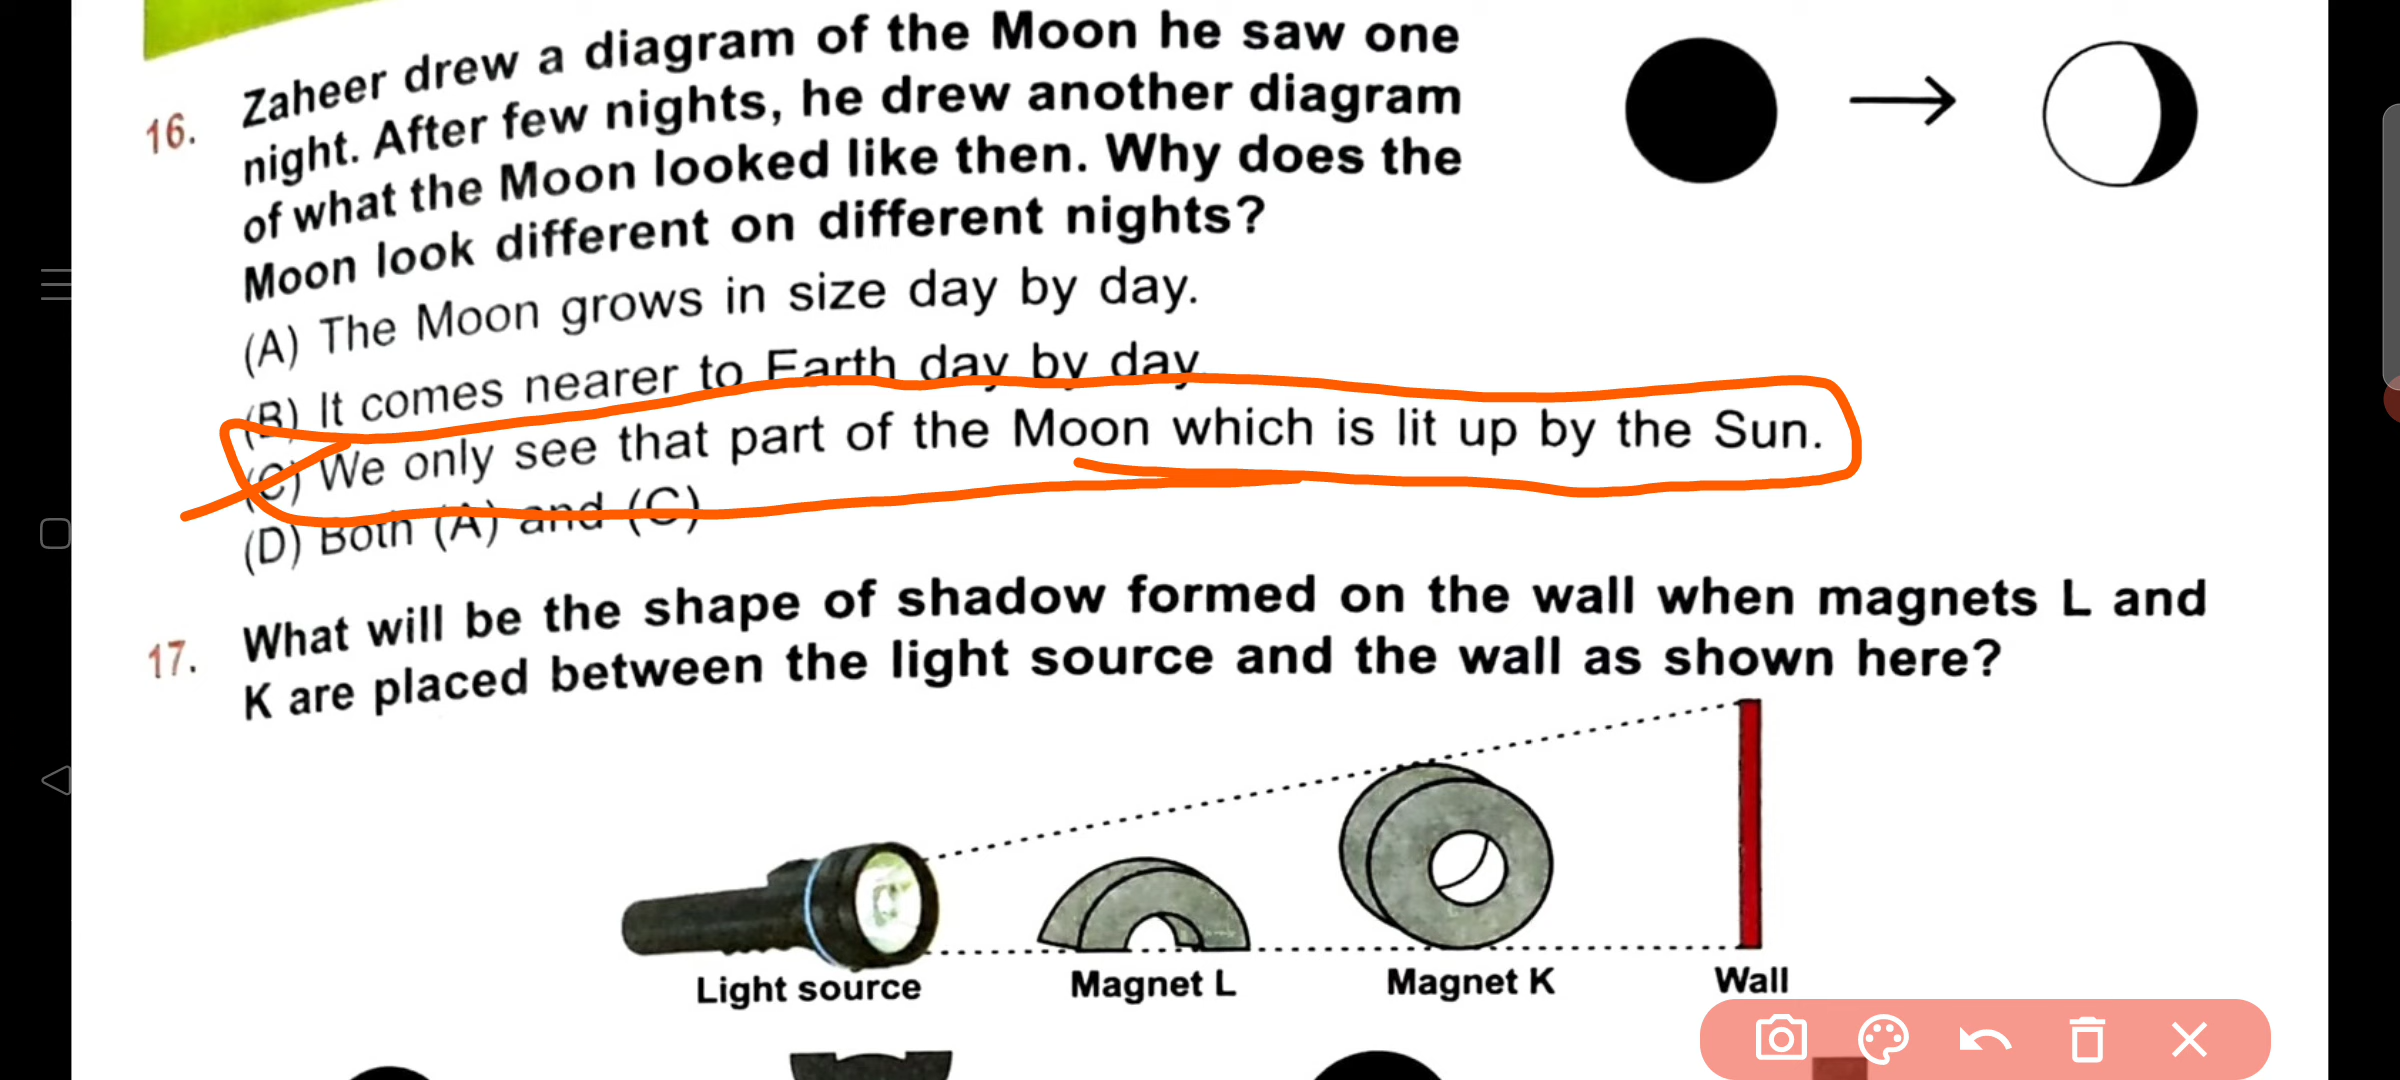 16. Zaheer drew a diagram of the Moon he saw one
night. After few nights, he drew another diagram
of what the Moon looked like then. Why does the
Moon look different on different nights?
(A) The Moon grows in size day by day.
(B) It comes nearer to Earth day by day.
(C) We only see that part of the Moon which is lit up by the Sun.
(D) Both (A) and (C)
17. What will be the shape of shadow formed on the wall when magnets L and
K are placed between the light source and the wall as shown here?
Light source
Magnet L
Magnet K
Wall